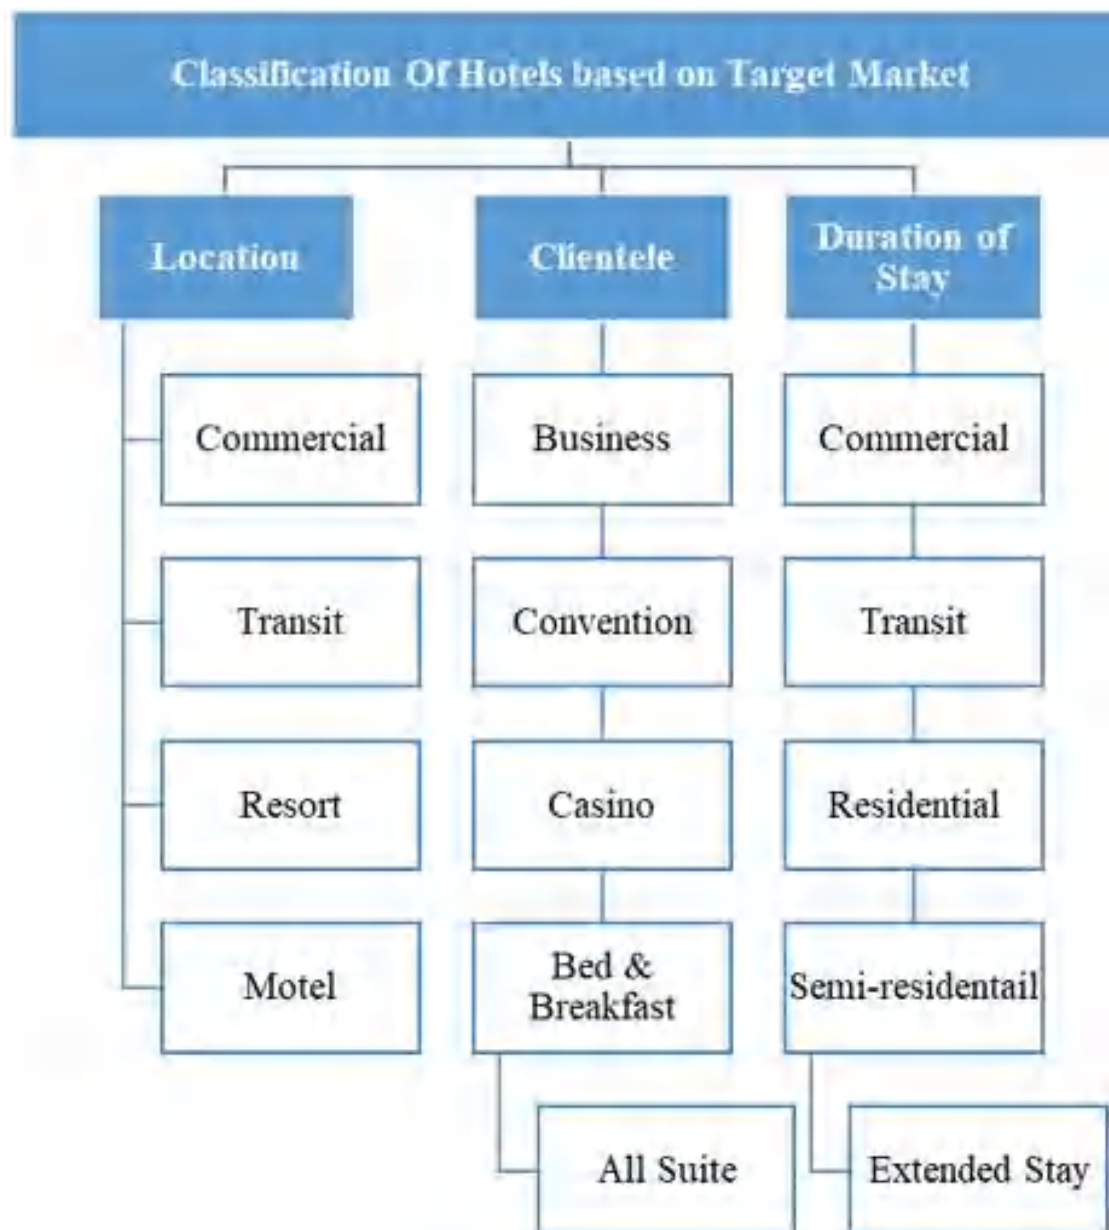 Classification Of Hotels based on Target Market
Location
Commercial
Transit
Resort
Motel
Clientele
Business
Convention
Casino
Bed &
Breakfast
All Suite
Duration of
Stay
Commercial
Transit
Residential
Semi-residentail
Extended Stay